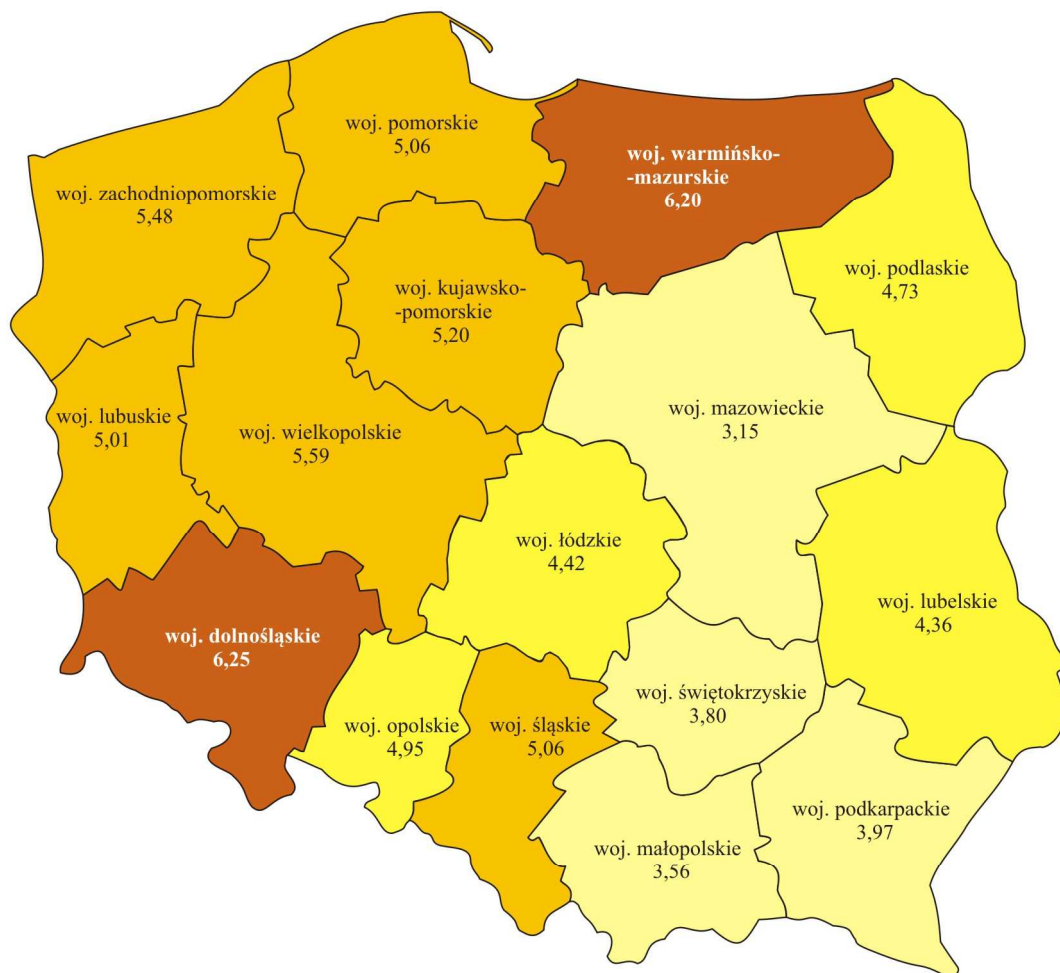 woj. pomorskie
5,06
woj. warmińsko-
-mazurskie
6,20
woj. zachodniopomorskie
5,48
woj. podlaskie
4,73
woj. kujawsko-
-pomorskie
5,20
woj. lubuskie
5,01
woj. wielkopolskie
5,59
woj. mazowieckie
3,15
woj. łódzkie
4,42
woj. lubelskie
4,36
woj. dolnośląskie
6,25
woj. opolskie
4,95
woj. śląskie
5,06
woj. świętokrzyskie
3,80
woj. małopolskie
3,56
woj. podkarpackie
3,97